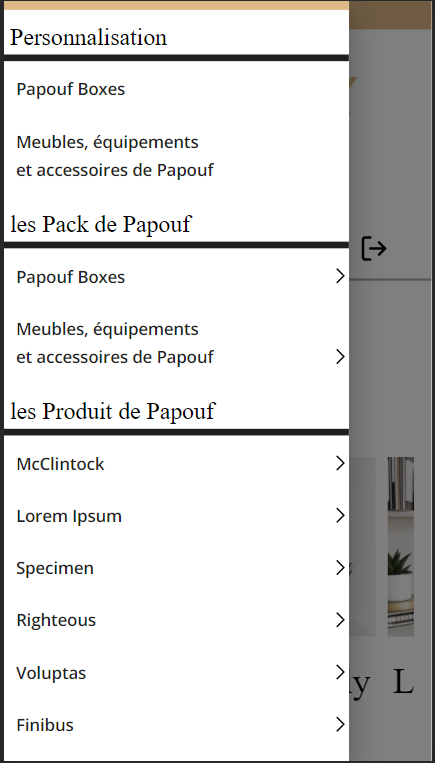 Personnalisation
Papouf Boxes
Meubles, équipements
et accessoires de Papouf
les Pack de Papouf
Papouf Boxes
Meubles, équipements
et accessoires de Papouf
les Produit de Papouf
McClintock
Lorem Ipsum
Specimen
Righteous
Voluptas
Finibus